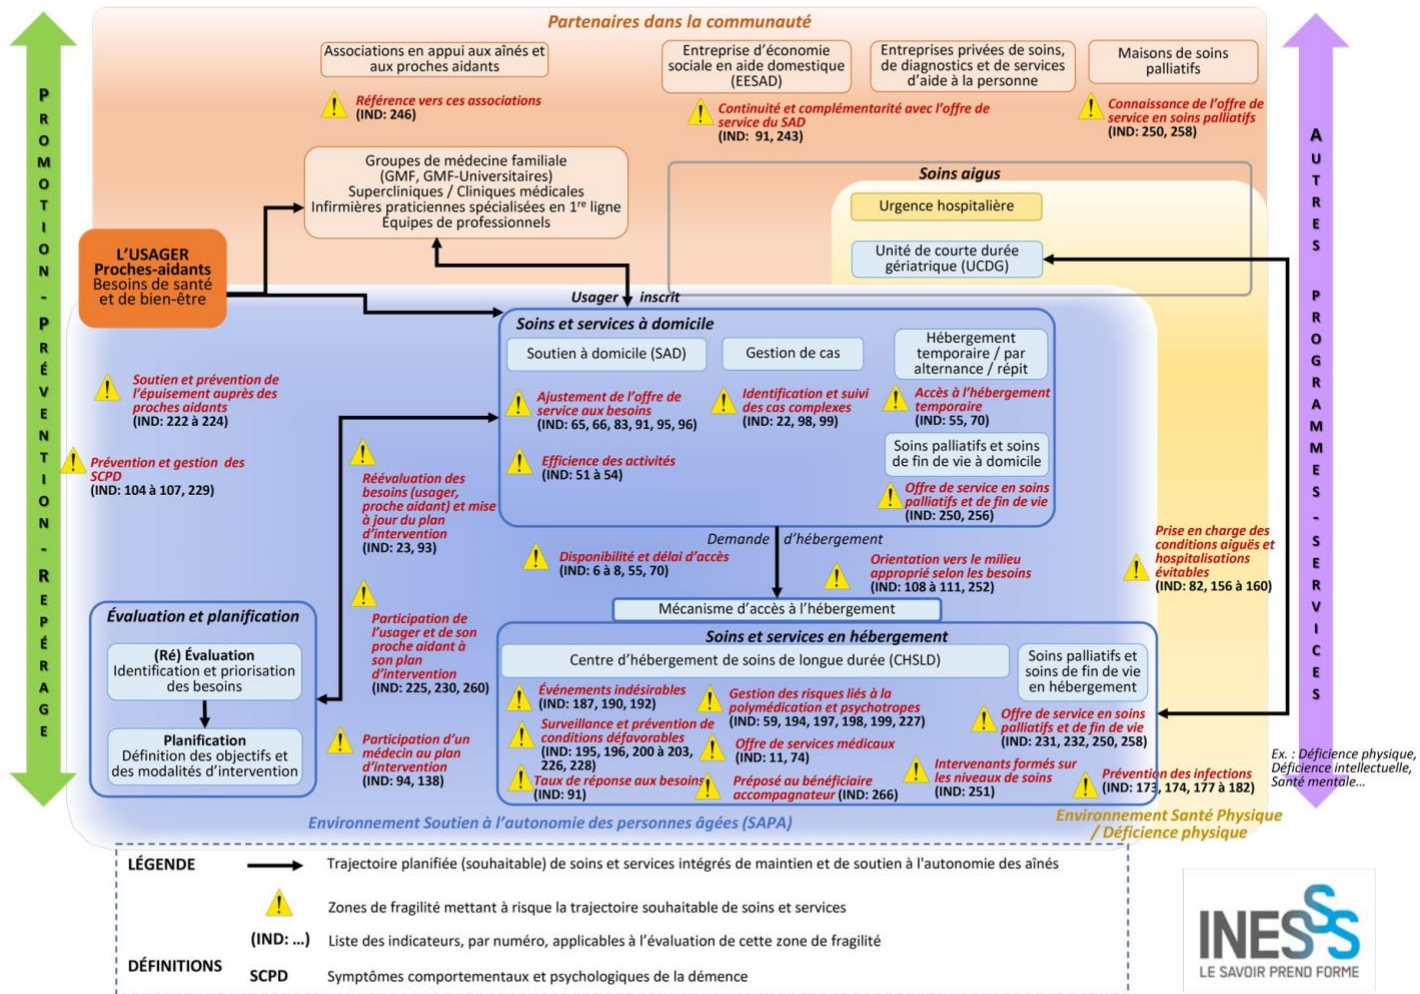 Partenaires dans la communauté
Associations en appui aux aînés et
aux proches aidants
Référence vers ces associations
(IND: 246)
Entreprise d'économie
sociale en aide domestique
(EESAD)
Entreprises privées de soins,
de diagnostics et de services
d'aide à la personne
Continuité et complémentarité avec l'offre de
service du SAD
(IND: 91, 243)
Maisons de soins
palliatifs
Connaissance de l'offre de
service en soins palliatifs
(IND: 250, 258)
PROMOTION - PRÉVENTION - REPÉRAGE
AUTRES PROGRAMMES - SERVICES
Groupes de médecine familiale
(GMF, GMF-Universitaires)
Supercliniques / Cliniques médicales
Infirmières praticiennes spécialisées en 1re ligne
Équipes de professionnels
Soins aigus
Urgence hospitalière
Unité de courte durée
gériatrique (UCDG)
L'USAGER
Proches-aidants
Besoins de santé
et de bien-être
Usager inscrit
Soins et services à domicile
Soutien à domicile (SAD)
Ajustement de l'offre de
service aux besoins
(IND: 65, 66, 83, 91, 95, 96)
Efficience des activités
(IND: 51 à 54)
Gestion de cas
Identification et suivi
des cas complexes
(IND: 22, 98, 99)
Hébergement
temporaire / par
alternance / répit
Accès à l'hébergement
temporaire
(IND: 55, 70)
Soins palliatifs et soins
de fin de vie à domicile
Offre de service en soins
palliatifs et de fin de vie
(IND: 250, 256)
Soutien et prévention de
l'épuisement auprès des
proches aidants
(IND: 222 à 224)
Prévention et gestion des
SCPD
(IND: 104 à 107, 229)
Réévaluation des
besoins (usager,
proche aidant) et mise
à jour du plan
d'intervention
(IND: 23, 93)
Participation de
l'usager et de son
proche aidant à
son plan
d'intervention
(IND: 225, 230, 260)
Participation d'un
médecin au plan
d'intervention
(IND: 94, 138)
Demande d'hébergement
Disponibilité et délai d'accès
(IND: 6 à 8, 55, 70)
Orientation vers le milieu
approprié selon les besoins
(IND: 108 à 111, 252)
Prise en charge des
conditions aiguës et
hospitalisations
évitables
(IND: 82, 156 à 160)
Évaluation et planification
(Ré) Évaluation
Identification et priorisation
des besoins
Planification
Définition des objectifs et
des modalités d'intervention
Mécanisme d'accès à l'hébergement
Soins et services en hébergement
Centre d'hébergement de soins de longue durée (CHSLD)
Événements indésirables
(IND: 187, 190, 192)
Surveillance et prévention de
conditions défavorables
(IND: 195, 196, 200 à 203,
226, 228)
Taux de réponse aux besoins
(IND: 91)
Gestion des risques liés à la
polymédication et psychotropes
(IND: 59, 194, 197, 198, 199, 227)
Offre de services médicaux
(IND: 11, 74)
Préposé au bénéficiaire
accompagnateur (IND: 266)
Soins palliatifs et
soins de fin de vie
en hébergement
Offre de service en soins
palliatifs et de fin de vie
(IND: 231, 232, 250, 258)
Intervenants formés sur
les niveaux de soins
(IND: 251)
Prévention des infections
(IND: 173, 174, 177 à 182)
Ex. : Déficience physique,
Déficience intellectuelle,
Santé mentale...
Environnement Soutien à l'autonomie des personnes âgées (SAPA)
Environnement Santé Physique
/ Déficience physique
LÉGENDE
Trajectoire planifiée (souhaitable) de soins et services intégrés de maintien et de soutien à l'autonomie des aînés
Zones de fragilité mettant à risque la trajectoire souhaitable de soins et services
(IND: ...) Liste des indicateurs, par numéro, applicables à l'évaluation de cette zone de fragilité
DÉFINITIONS
SCPD Symptômes comportementaux et psychologiques de la démence
INESSS
LE SAVOIR PREND FORME